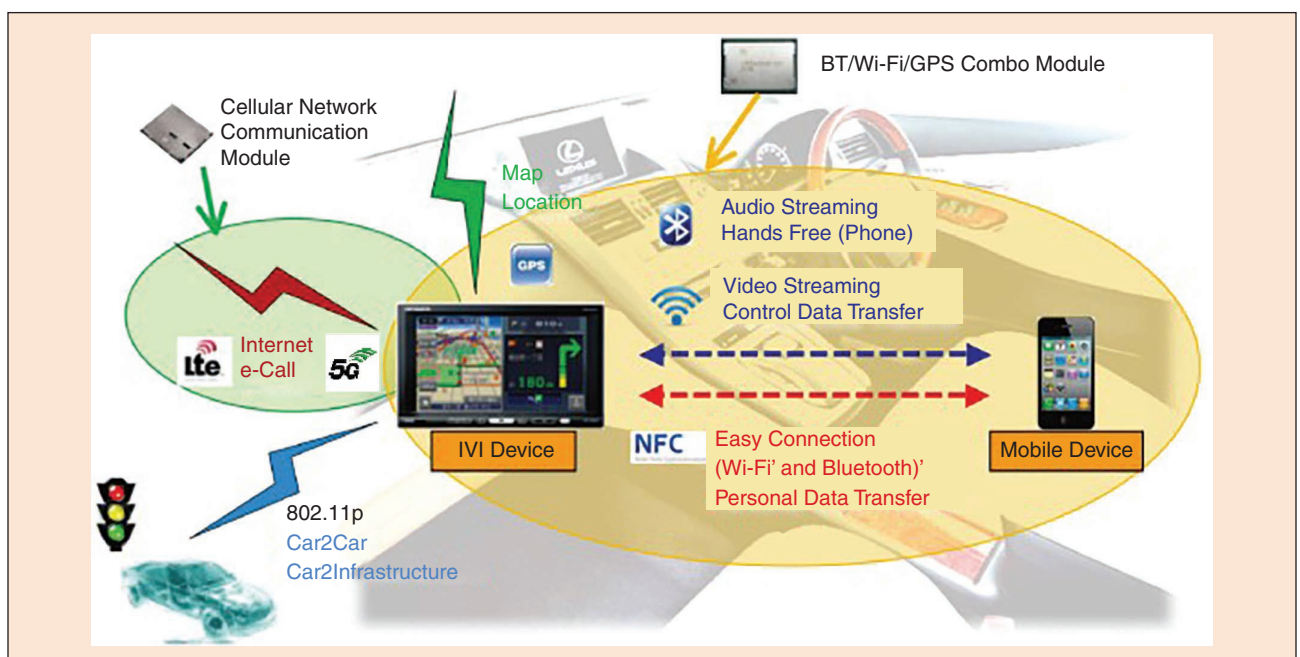 BT/Wi-Fi/GPS Combo Module
Cellular Network
Communication
Module
LEXUS
Map
Location
GPS
Audio Streaming
Hands Free (Phone)
Video Streaming
Control Data Transfer
Lte
Internet
e-Call
5G
180m
IVI Device
NFC
Easy Connection
(Wi-Fi' and Bluetooth)'
Personal Data Transfer
Mobile Device
802.11p
Car2Car
Car2Infrastructure